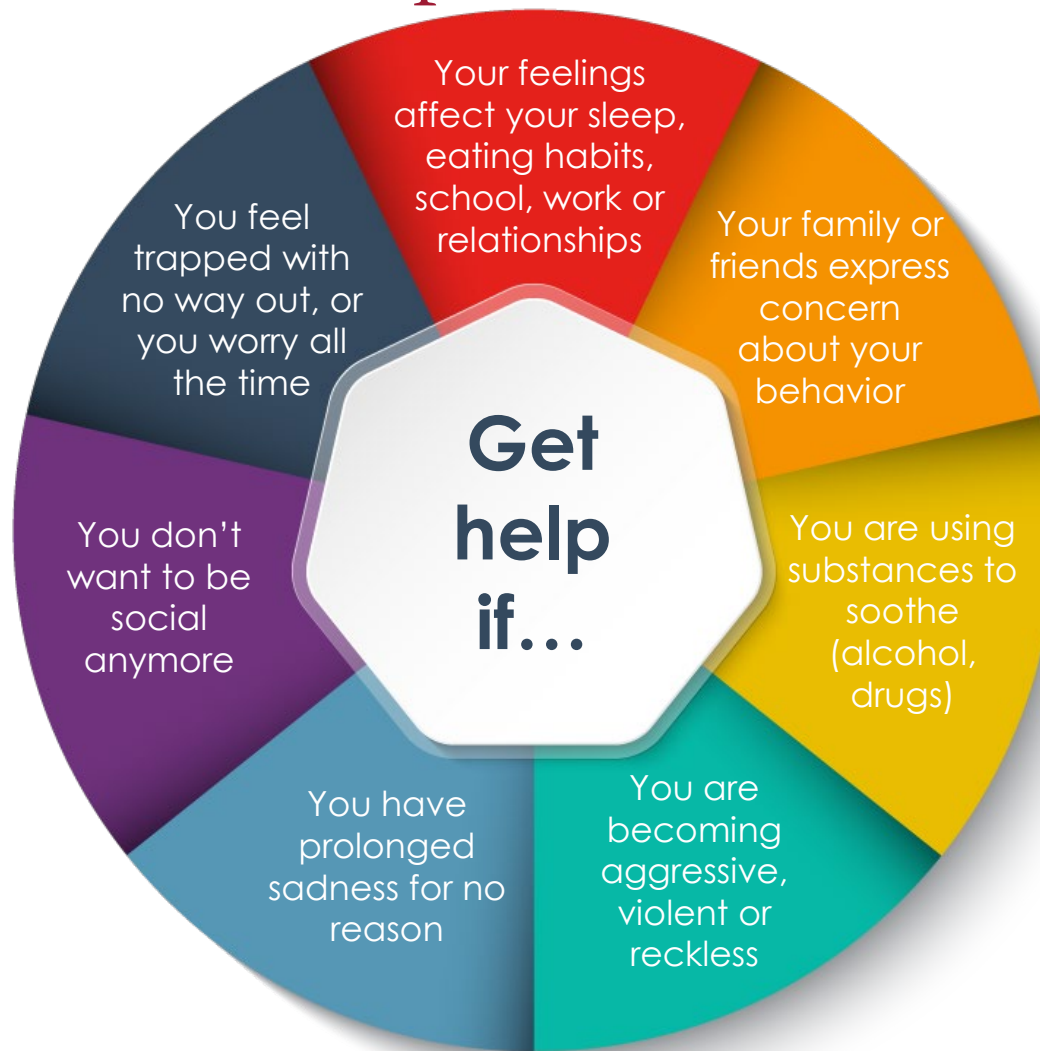 Your feelings
affect your sleep,
eating habits,
school, work or
relationships
Your family or
friends express
concern
about your
behavior
You are using
substances to
soothe
(alcohol,
drugs)
You are
becoming
aggressive,
violent or
reckless
You have
prolonged
sadness for no
reason
You don’t
want to be
social
anymore
You feel
trapped with
no way out, or
you worry all
the time
Get
help
if…